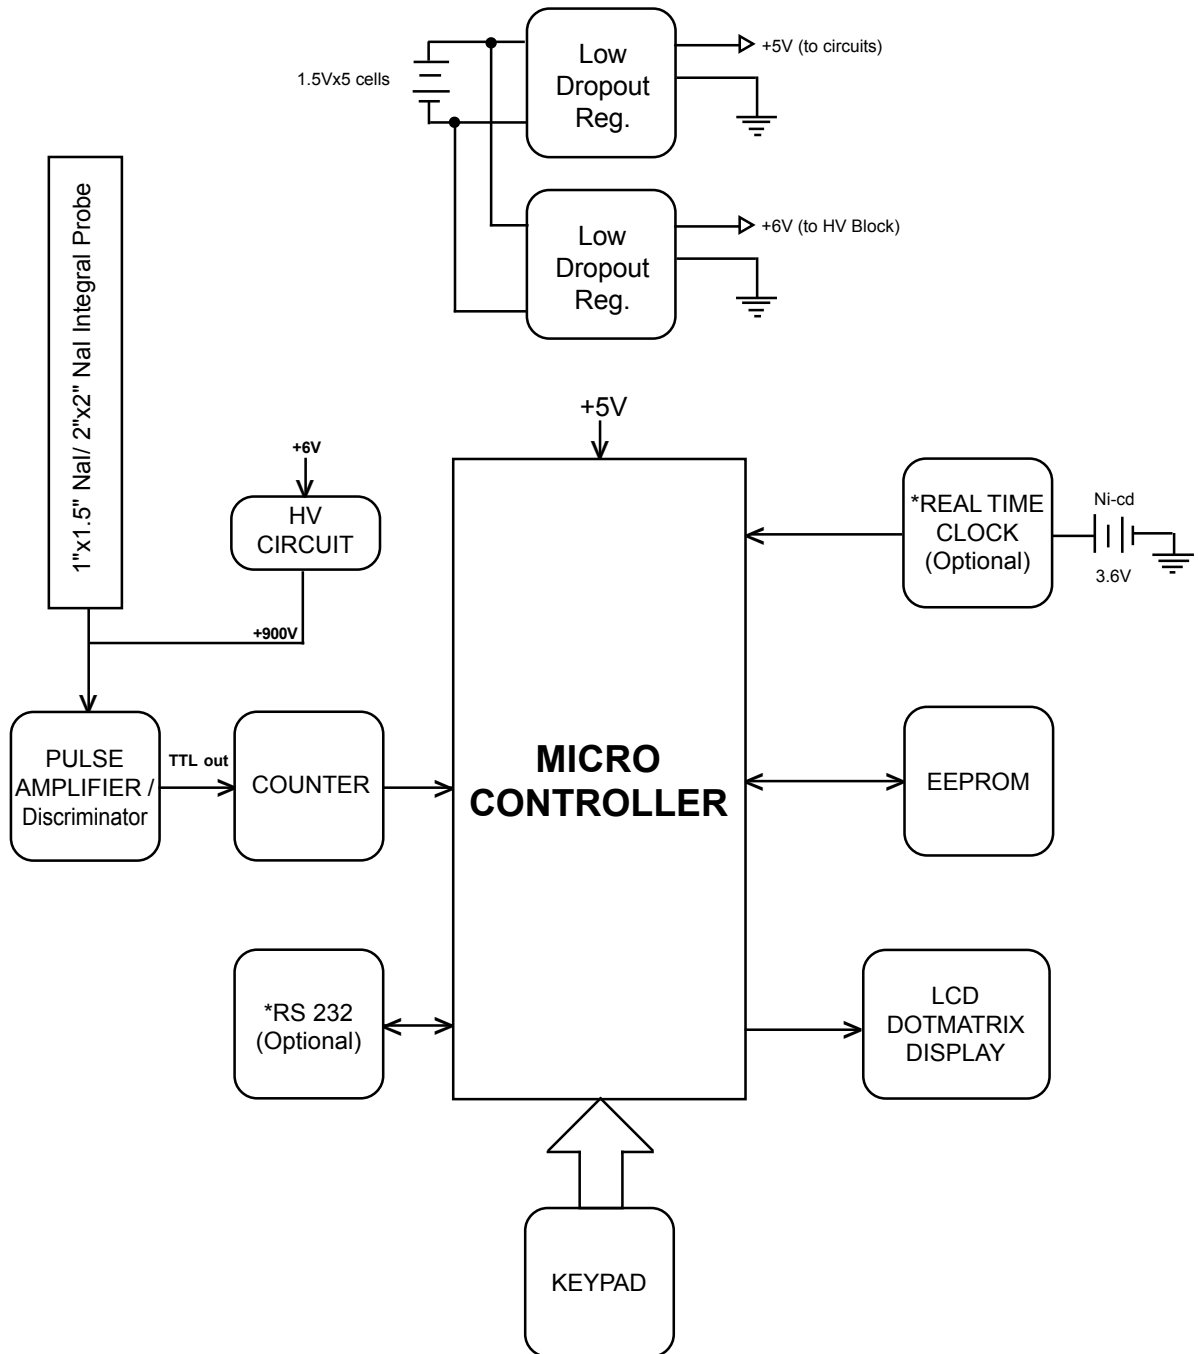 1.5Vx5 cells
Low
Dropout
Reg.
+5V (to circuits)
Low
Dropout
Reg.
+6V (to HV Block)
1"x1.5" NaI/ 2"x2" NaI Integral Probe
+5V
+6V
HV
CIRCUIT
+900V
*REAL TIME
CLOCK
(Optional)
Ni-cd
3.6V
PULSE
AMPLIFIER /
Discriminator
TTL out
COUNTER
MICRO
CONTROLLER
EEPROM
*RS 232
(Optional)
LCD
DOTMATRIX
DISPLAY
KEYPAD